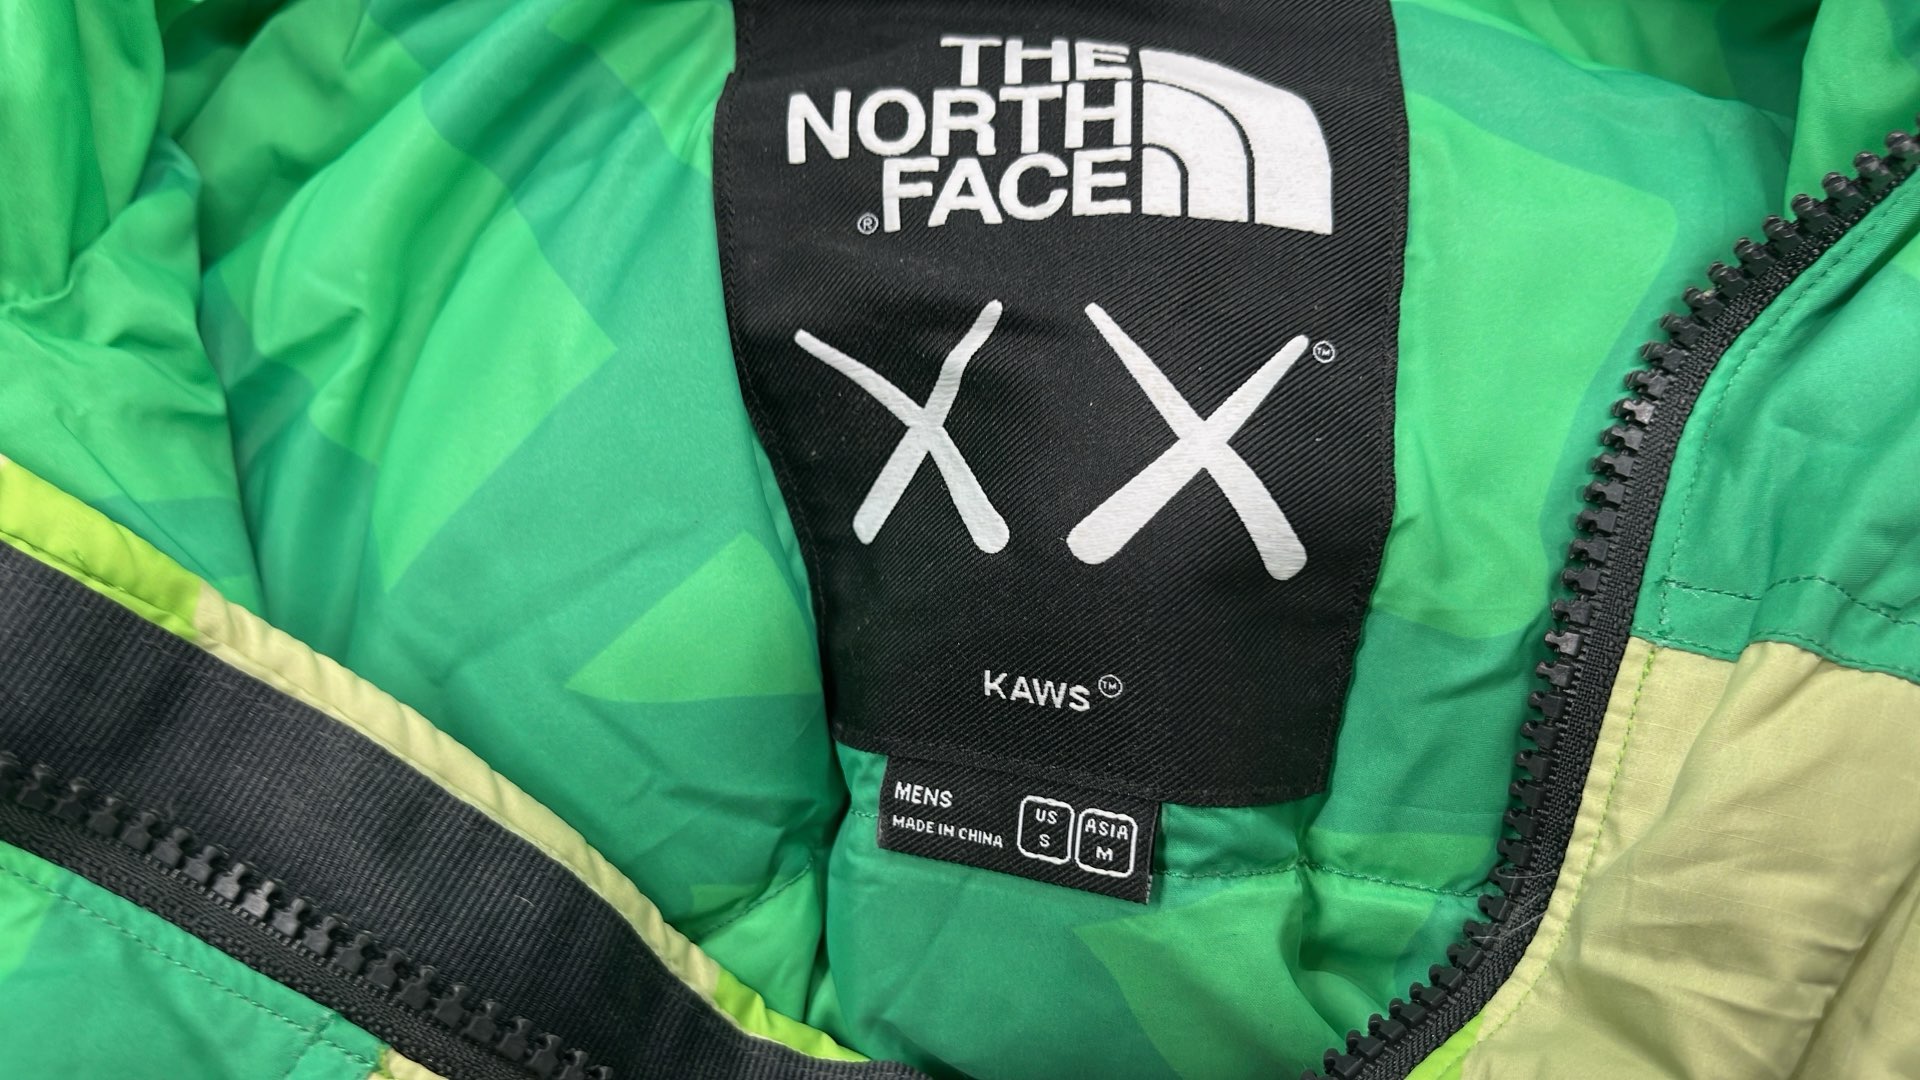 THE
NORTH
FACE
®
XX ™
KAWS™
MENS
MADE IN CHINA
US
S
ASIA
M